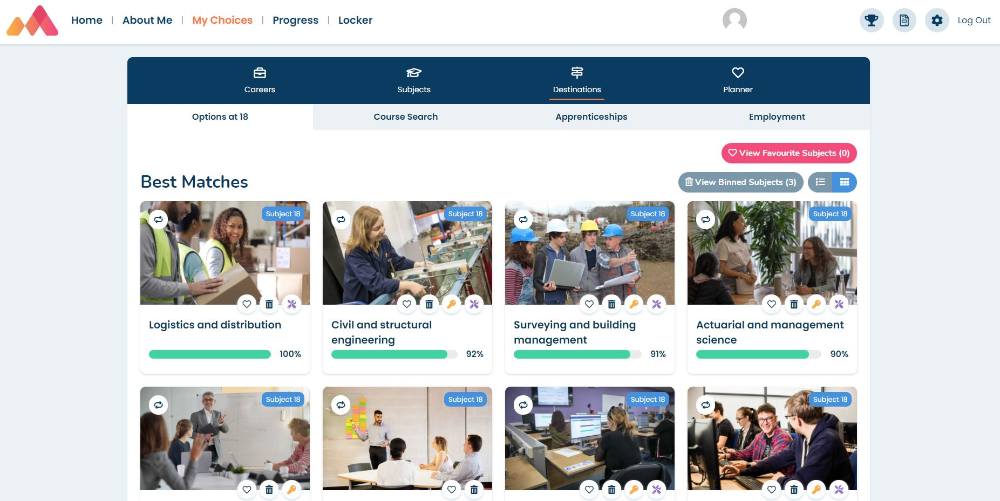 Home | About Me | My Choices | Progress | Locker
Log Out
Careers
Subjects
Destinations
Planner
Options at 18
Course Search
Apprenticeships
Employment
View Favourite Subjects (0)
Best Matches
View Binned Subjects (3)
Subject 18
Subject 18
Subject 18
Subject 18
Logistics and distribution
100%
Civil and structural
engineering
92%
Surveying and building
management
91%
Actuarial and management
science
90%
Subject 18
Subject 18
Subject 18
Subject 18